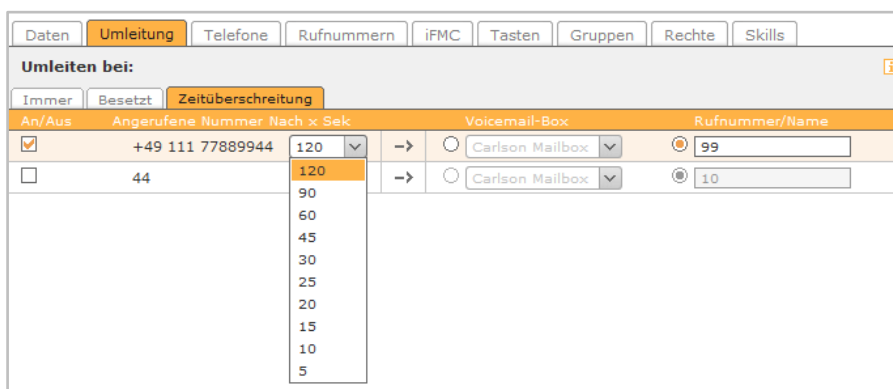 Daten Umleitung Telefone Rufnummern iFMC Tasten Gruppen Rechte Skills
Umleiten bei:
Immer Besetzt Zeitüberschreitung
An/Aus Angerufene Nummer Nach x Sek Voicemail-Box Rufnummer/Name
+49 111 77889944 120 –> Carlson Mailbox 99
44 –> Carlson Mailbox 10
120
90
60
45
30
25
20
15
10
5